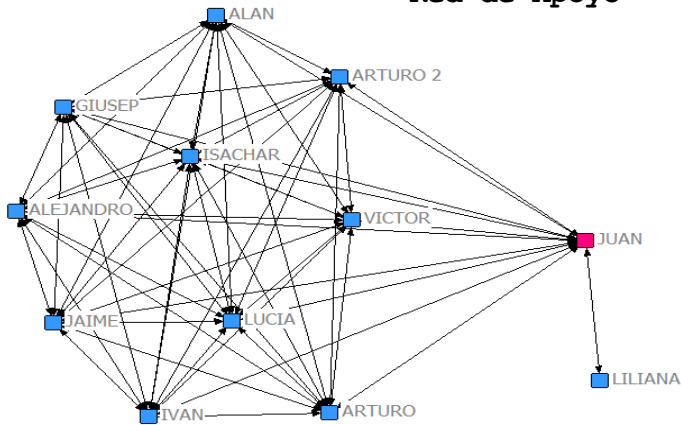 Red de Apoyo
ALAN
ARTURO 2
GIUSEP
ISACHAR
ALEJANDRO
VICTOR
JUAN
JAIME
LUCIA
LILIANA
IVAN
ARTURO